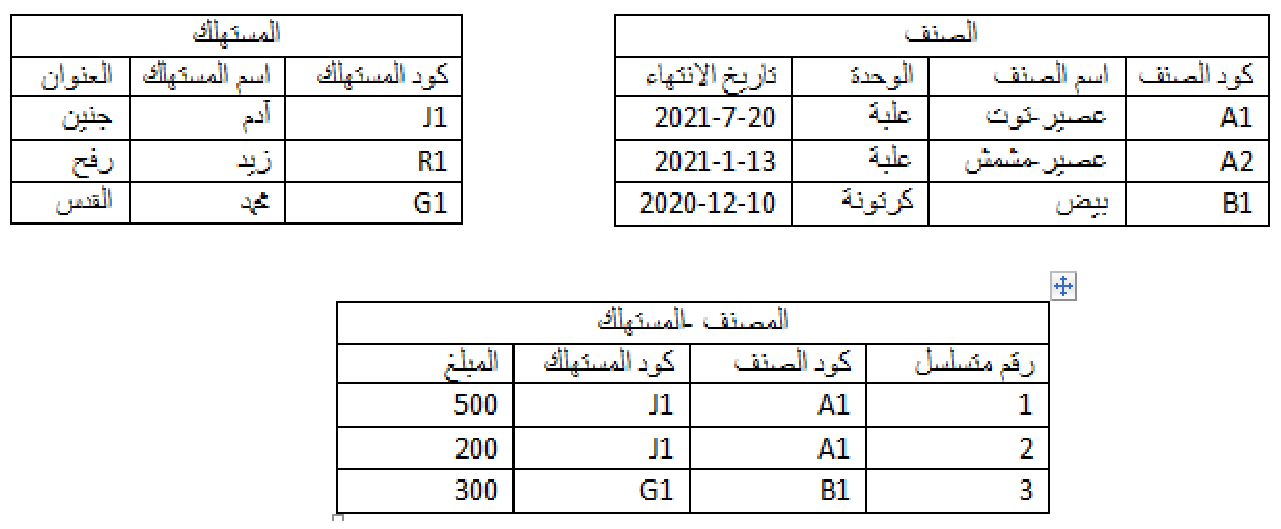 الصنف
كود الصنف اسم الصنف الوحدة تاريخ الانتهاء
A1 عصير-توت علبة 2021-7-20
A2 عصير-مشمش علبة 2021-1-13
B1 بيض كرتونة 2020-12-10
المستهلك
كود المستهلك اسم المستهلك العنوان
J1 آدم جنين
R1 زيد رفح
G1 محمد القدس
المصنف -المستهلك
رقم متسلسل كود الصنف كود المستهلك المبلغ
1 A1 J1 500
2 A1 J1 200
3 B1 G1 300